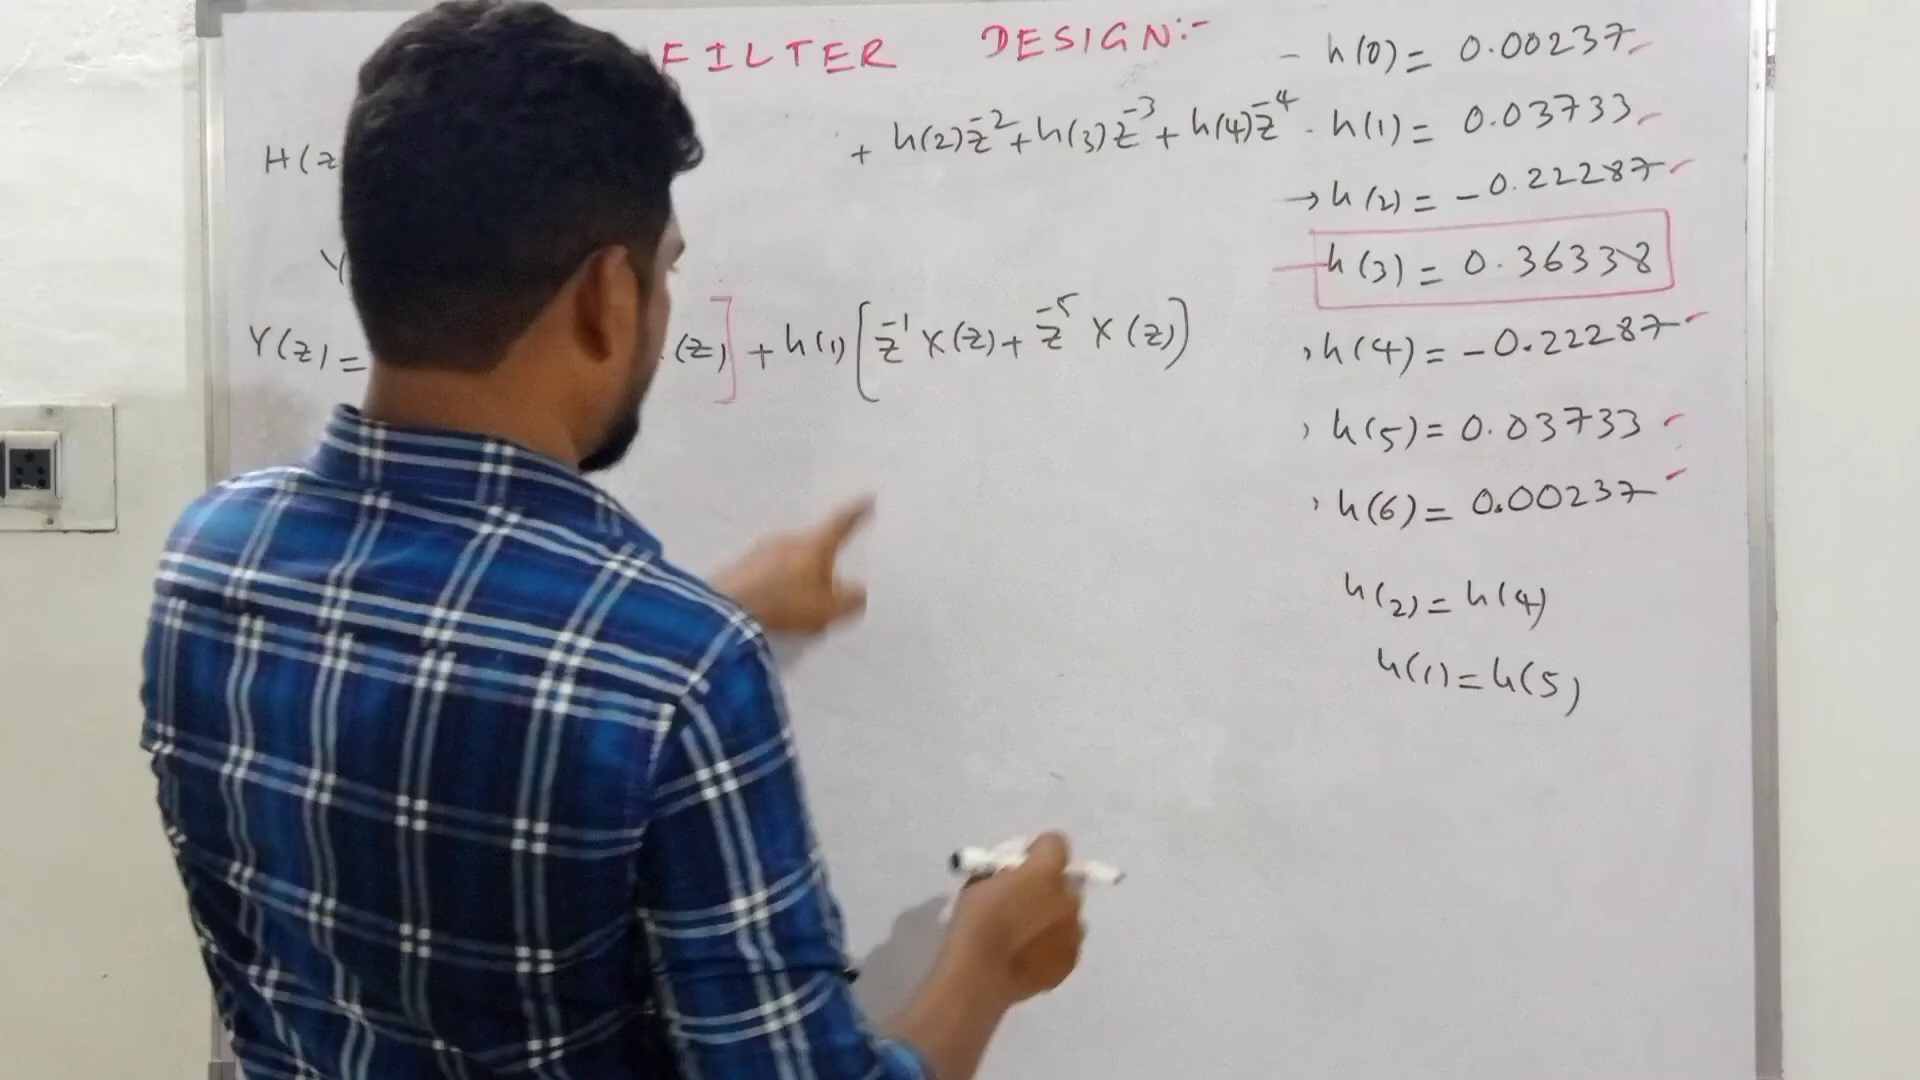 FILTER DESIGN:-
H(z + h(2)z⁻² + h(3)z⁻³ + h(4)z⁻⁴
Y
Y(z) = (z)] + h(1)[z⁻¹ X(z) + z⁻⁵ X(z)]
- h(0) = 0.00237
h(1) = 0.03733
→ h(2) = -0.22287
h(3) = 0.36338
h(4) = -0.22287
h(5) = 0.03733
h(6) = 0.00237
h(2) = h(4)
h(1) = h(5)